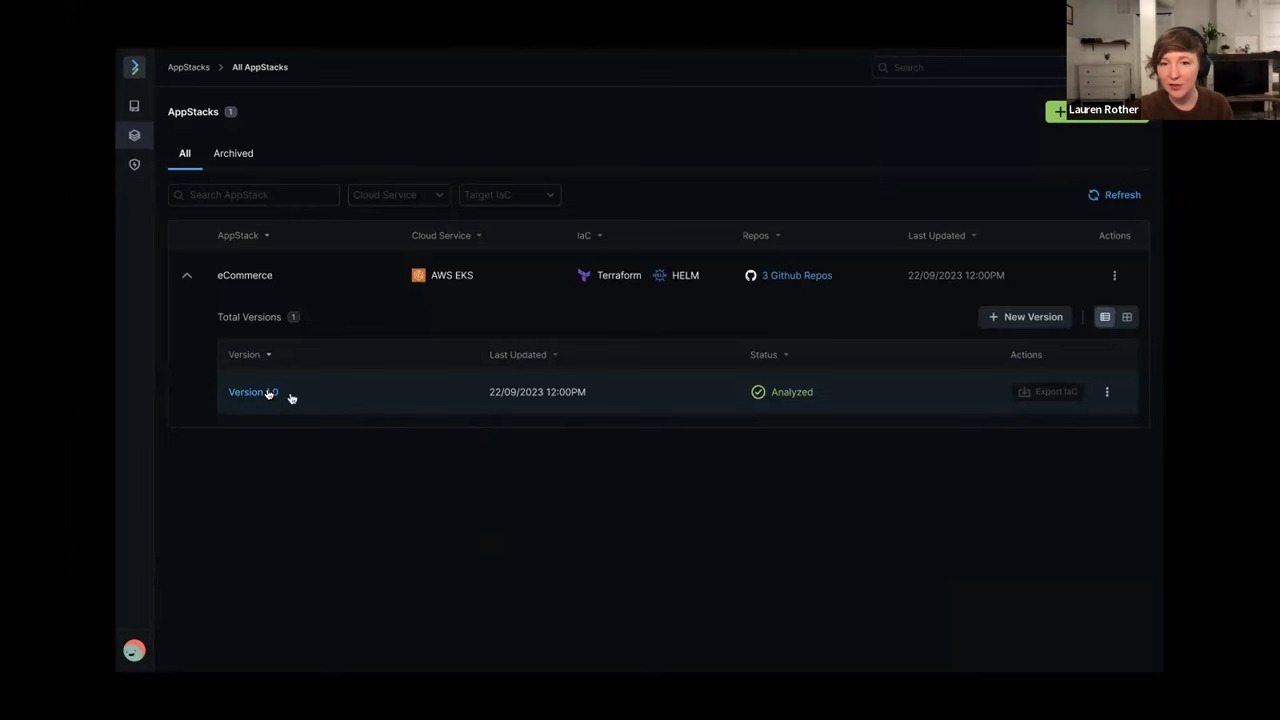 AppStacks > All AppStacks
Search
Lauren Rother
AppStacks 1
+
All Archived
Search AppStack Cloud Service Target IaC Refresh
AppStack Cloud Service IaC Repos Last Updated Actions
eCommerce AWS EKS Terraform HELM 3 Github Repos 22/09/2023 12:00PM
Total Versions 1 + New Version
Version Last Updated Status Actions
Version 22/09/2023 12:00PM Analyzed Export IaC